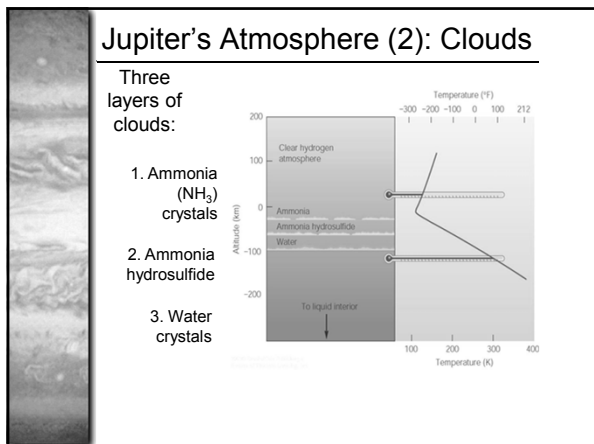 Jupiter’s Atmosphere (2): Clouds
Three
layers of
clouds:
1. Ammonia
(NH3)
crystals
2. Ammonia
hydrosulfide
3. Water
crystals
Temperature (°F)
−300 −200 −100 0 100 212
200
100
0
−100
−200
Altitude (km)
Clear hydrogen
atmosphere
Ammonia
Ammonia hydrosulfide
Water
To liquid interior
100 200 300 400
Temperature (K)